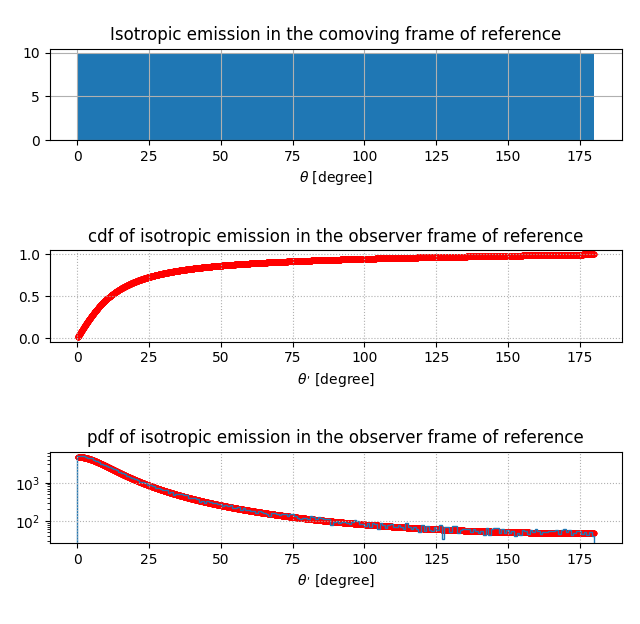 Isotropic emission in the comoving frame of reference
10
5
0
0 25 50 75 100 125 150 175
θ [degree]
cdf of isotropic emission in the observer frame of reference
1.0
0.5
0.0
0 25 50 75 100 125 150 175
θ' [degree]
pdf of isotropic emission in the observer frame of reference
10³
10²
0 25 50 75 100 125 150 175
θ' [degree]